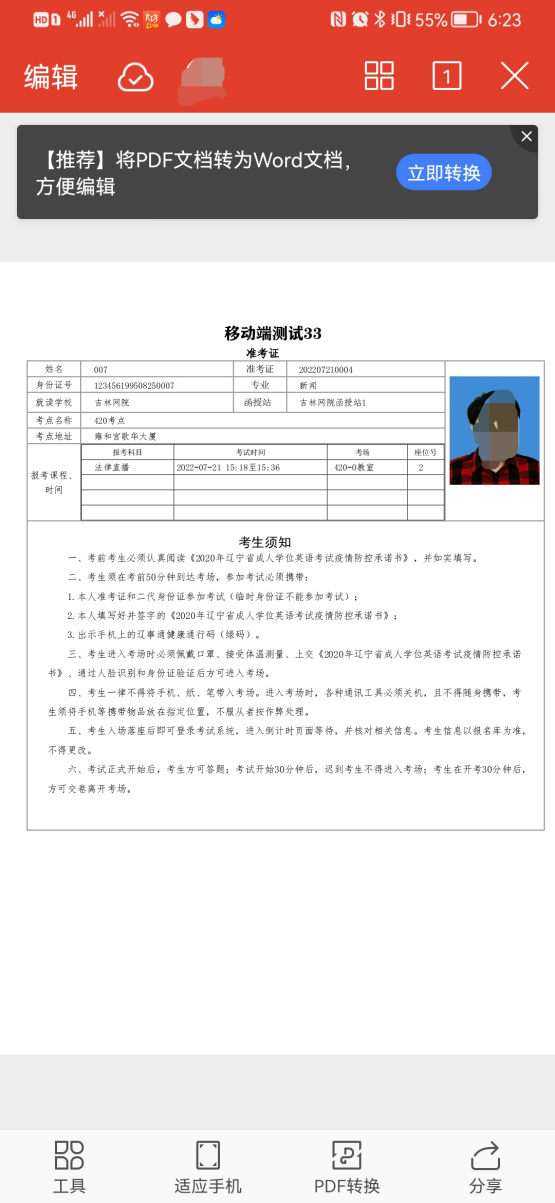 HD 1 4G 55% 6:23
编辑 1
【推荐】将PDF文档转为Word文档,
方便编辑
立即转换
移动端测试33
准考证
姓名 007 准考证 202207210004
身份证号 123456199508250007 专业 新闻
就读学校 吉林网院 函授站 吉林网院函授站1
考点名称 420考点
考点地址 雍和宫歌华大厦
报考课程、时间 报考科目 考试时间 考场 座位号
法律直播 2022-07-21 15:18至15:36 420-0教室 2
考生须知
一、考前考生必须认真阅读《2020年辽宁省成人学位英语考试疫情防控承诺书》，并如实填写。
二、考生须在考前50分钟到达考场，参加考试必须携带：
1.本人准考证和二代身份证参加考试（临时身份证不能参加考试）；
2.本人填写好并签字的《2020年辽宁省成人学位英语考试疫情防控承诺书》；
3.出示手机上的辽事通健康通行码（绿码）。
三、考生进入考场时必须佩戴口罩、接受体温测量、上交《2020年辽宁省成人学位英语考试疫情防控承诺
书》、通过人脸识别和身份证验证后方可进入考场。
四、考生一律不得将手机、纸、笔带入考场。进入考场时，各种通讯工具必须关机，且不得随身携带，考
生须将手机等携带物品放在指定位置，不服从者按作弊处理。
五、考生入场落座后即可登录考试系统，进入倒计时页面等待，并核对相关信息。考生信息以报名库为准，
不得更改。
六、考试正式开始后，考生方可答题；考试开始30分钟后，迟到考生不得进入考场；考生在开考30分钟后，
方可交卷离开考场。
工具 适应手机 PDF转换 分享